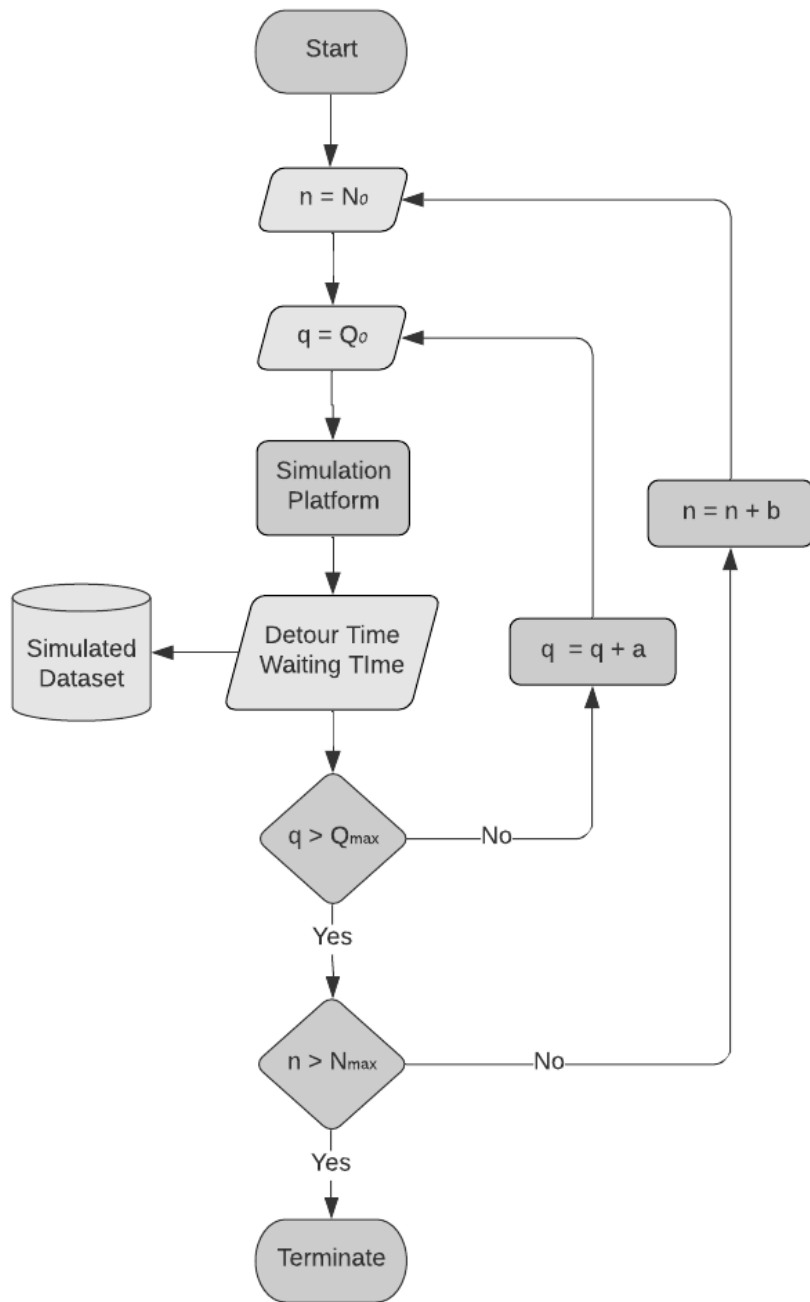 Start
n = N₀
q = Q₀
Simulation
Platform
n = n + b
Simulated
Dataset
Detour Time
Waiting TIme
q = q + a
q > Qmax
No
Yes
n > Nmax
No
Yes
Terminate